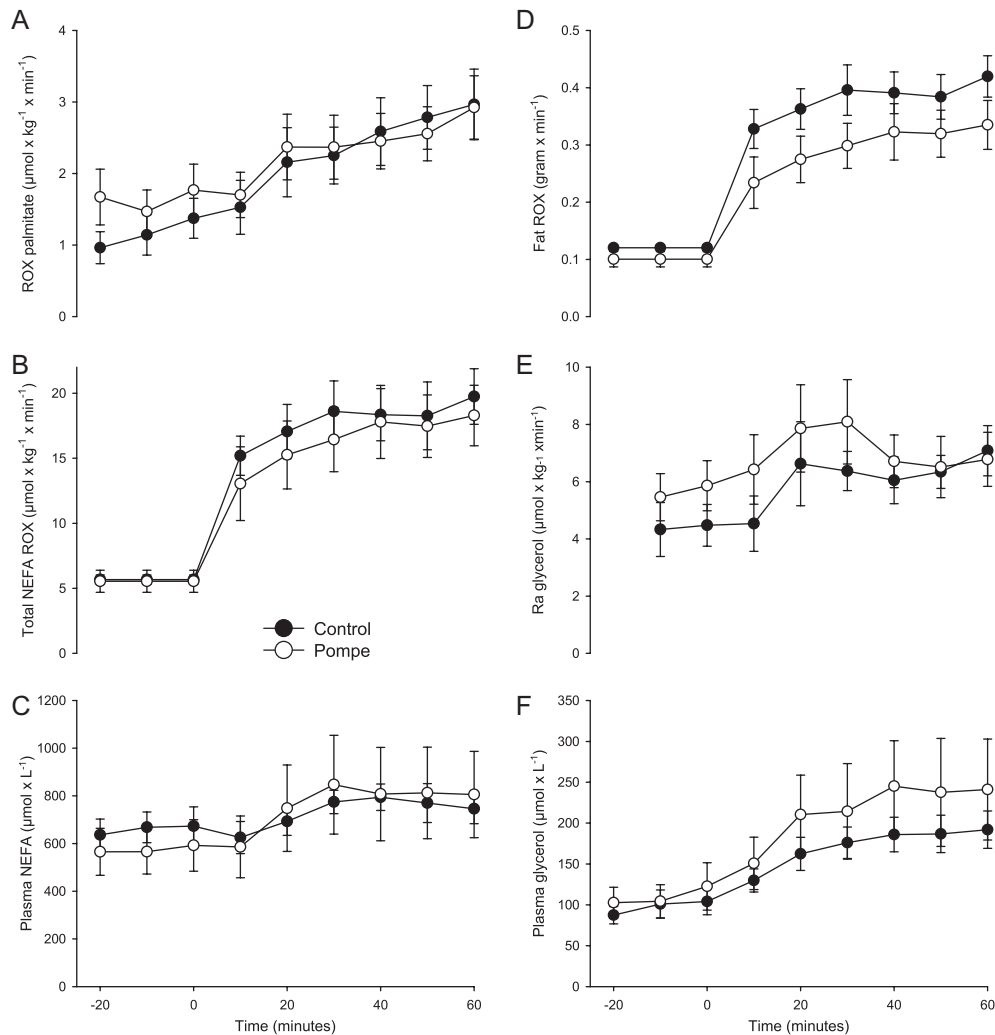 A
ROX palmitate (µmol x kg⁻¹ x min⁻¹)
4
3
2
1
0
B
Total NEFA ROX (µmol x kg⁻¹ x min⁻¹)
20
15
10
5
0
Control
Pompe
C
Plasma NEFA (µmol x L⁻¹)
1200
1000
800
600
400
200
0
-20 0 20 40 60
Time (minutes)
D
Fat ROX (gram x min⁻¹)
0.5
0.4
0.3
0.2
0.1
0.0
E
Ra glycerol (µmol x kg₋₁ xmin⁻¹)
10
8
6
4
2
0
F
Plasma glycerol (µmol x L⁻¹)
350
300
250
200
150
100
50
0
-20 0 20 40 60
Time (minutes)